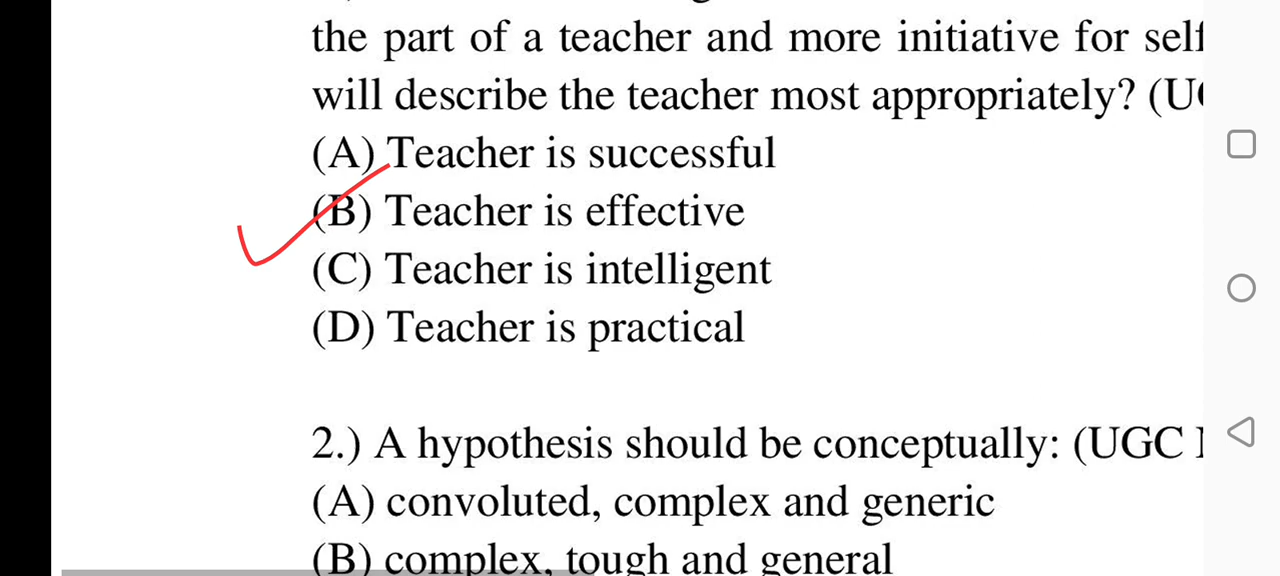 the part of a teacher and more initiative for self
will describe the teacher most appropriately? (U
(A) Teacher is successful
(B) Teacher is effective
(C) Teacher is intelligent
(D) Teacher is practical
2.) A hypothesis should be conceptually: (UGC
(A) convoluted, complex and generic
(B) complex, tough and general